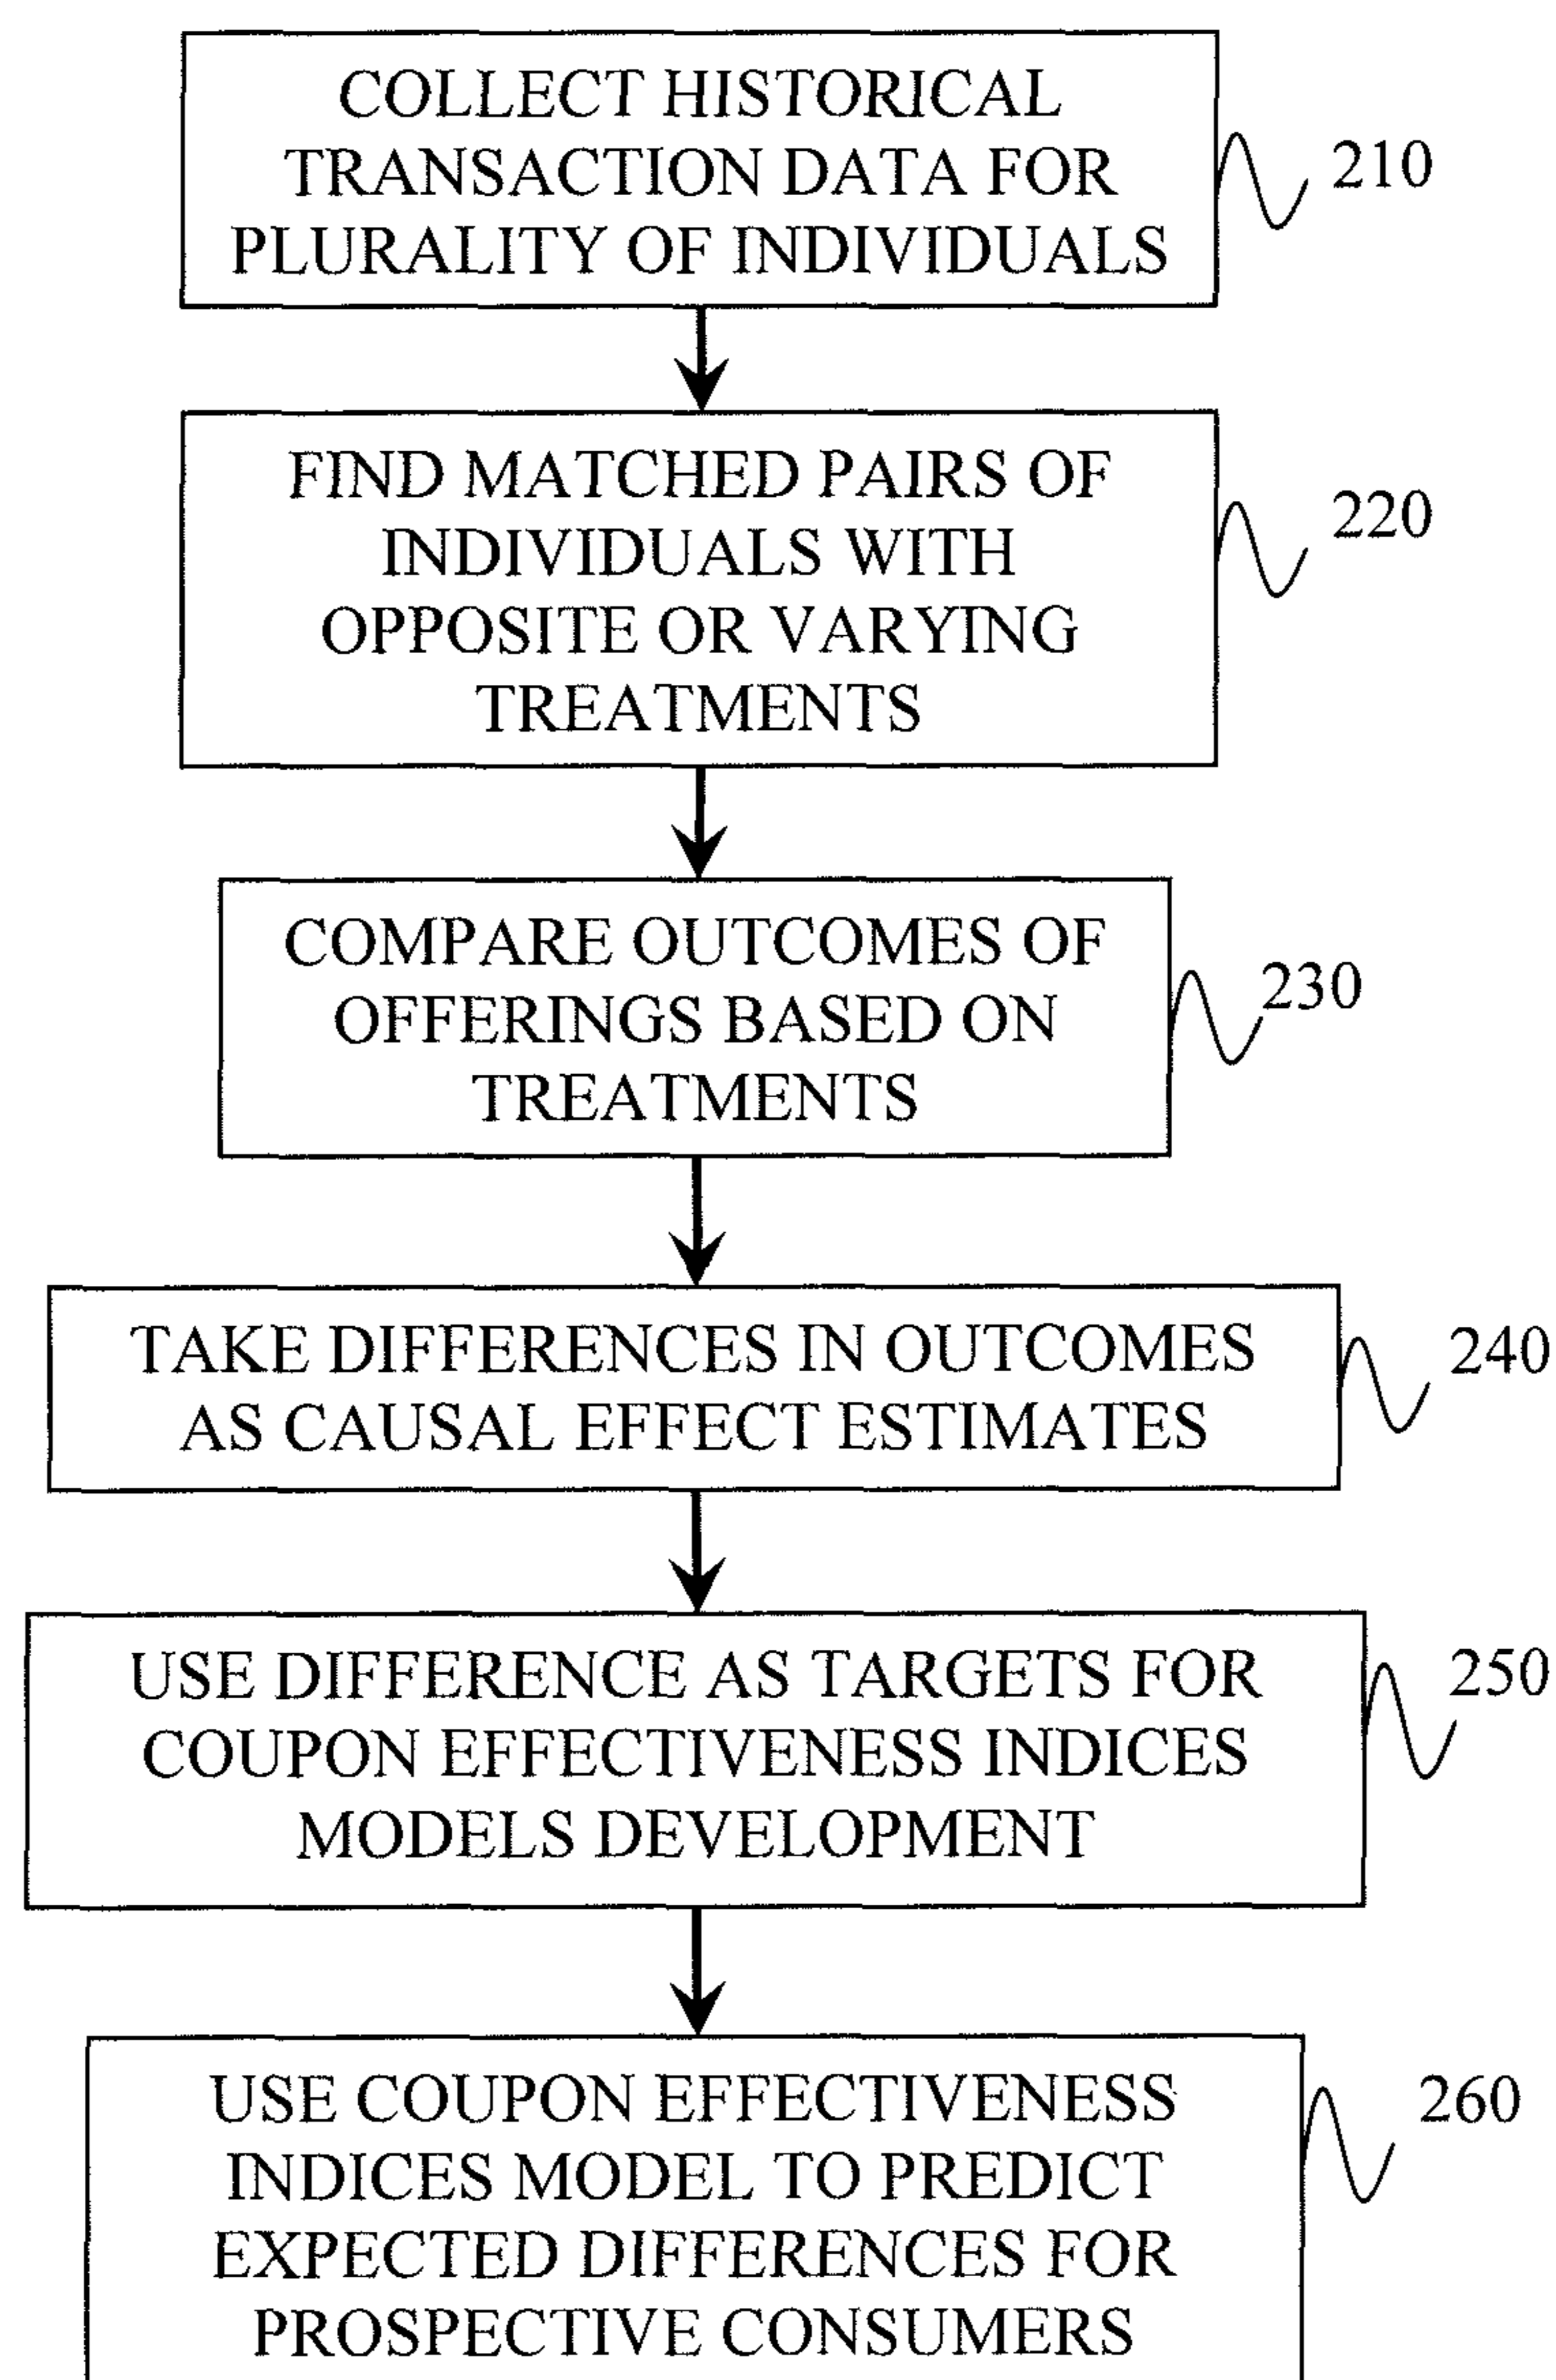 COLLECT HISTORICAL
TRANSACTION DATA FOR
PLURALITY OF INDIVIDUALS
210
FIND MATCHED PAIRS OF
INDIVIDUALS WITH
OPPOSITE OR VARYING
TREATMENTS
220
COMPARE OUTCOMES OF
OFFERINGS BASED ON
TREATMENTS
230
TAKE DIFFERENCES IN OUTCOMES
AS CAUSAL EFFECT ESTIMATES
240
USE DIFFERENCE AS TARGETS FOR
COUPON EFFECTIVENESS INDICES
MODELS DEVELOPMENT
250
USE COUPON EFFECTIVENESS
INDICES MODEL TO PREDICT
EXPECTED DIFFERENCES FOR
PROSPECTIVE CONSUMERS
260